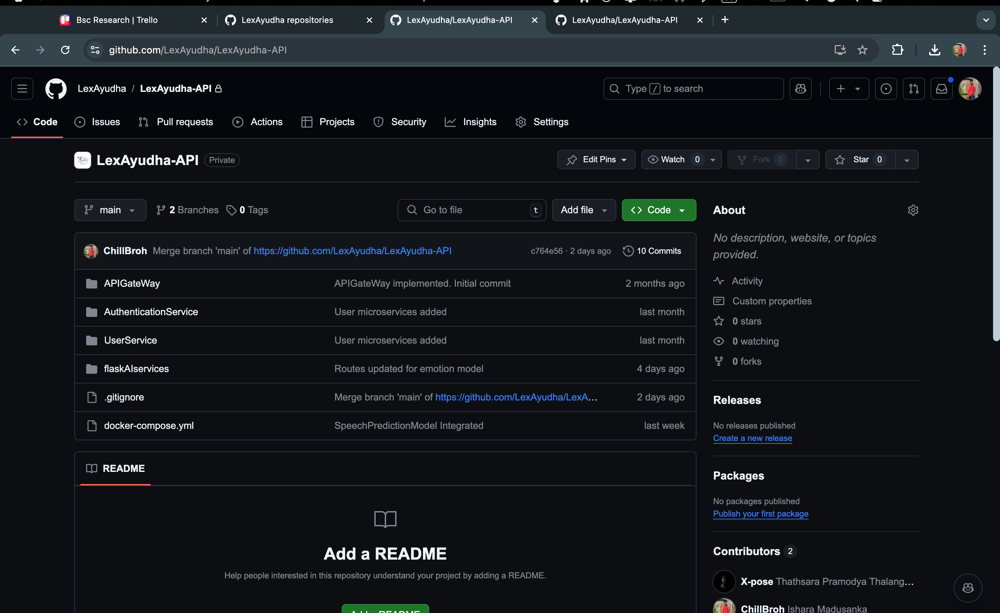 Bsc Research | Trello
LexAyudha repositories
LexAyudha/LexAyudha-API
LexAyudha/LexAyudha-API
github.com/LexAyudha/LexAyudha-API
LexAyudha / LexAyudha-API
Type / to search
Code
Issues
Pull requests
Actions
Projects
Security
Insights
Settings
LexAyudha-API Private
Edit Pins
Watch 0
Fork 0
Star 0
main
2 Branches
0 Tags
Go to file t
Add file
Code
ChillBroh Merge branch 'main' of https://github.com/LexAyudha/LexAyudha-API c764e56 · 2 days ago 10 Commits
APIGateWay APIGateWay implemented. Initial commit 2 months ago
AuthenticationService User microservices added last month
UserService User microservices added last month
flaskAIservices Routes updated for emotion model 4 days ago
.gitignore Merge branch 'main' of https://github.com/LexAyudha/LexA... 2 days ago
docker-compose.yml SpeechPredictionModel Integrated last week
README
Add a README
Help people interested in this repository understand your project by adding a README.
Add a README
About
No description, website, or topics
provided.
Activity
Custom properties
0 stars
0 watching
0 forks
Releases
No releases published
Create a new release
Packages
No packages published
Publish your first package
Contributors 2
X-pose Thathsara Pramodya Thalang...
ChillBroh Ishara Madusanka